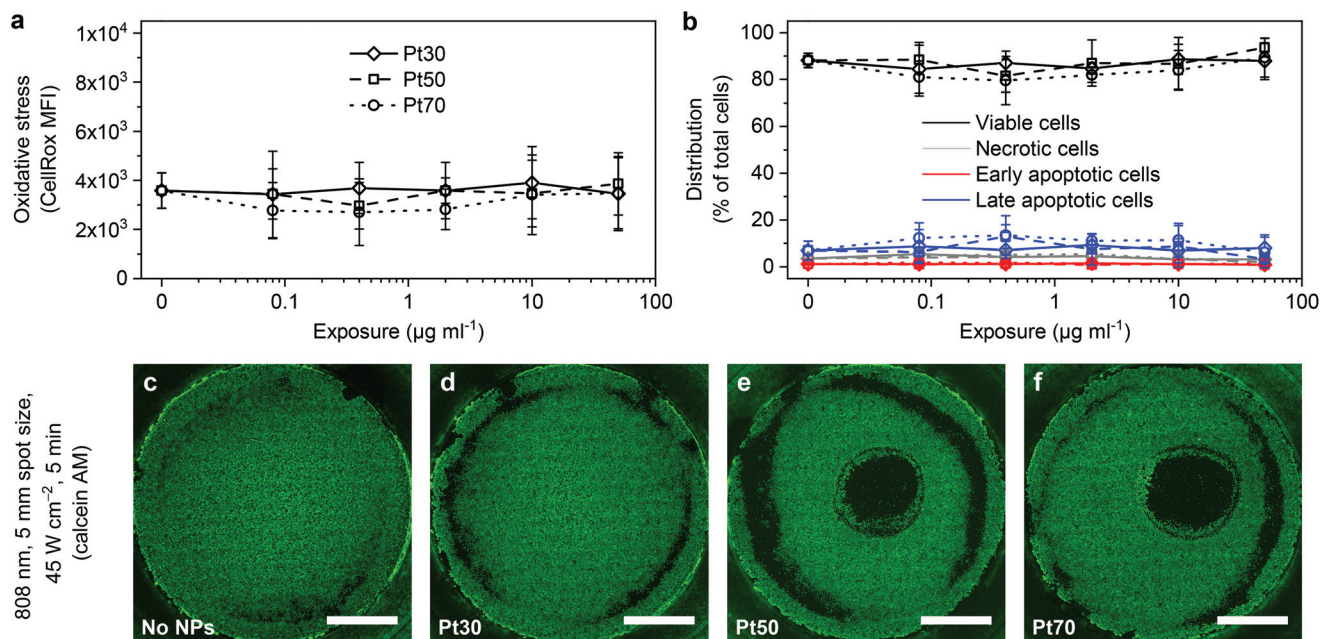 a
1x10⁴
8x10³
6x10³
4x10³
2x10³
0
Oxidative stress
(CellRox MFI)
Pt30
Pt50
Pt70
0
0.1
1
10
100
Exposure (µg ml⁻¹)
b
100
80
60
40
20
0
Distribution
(% of total cells)
Viable cells
Necrotic cells
Early apoptotic cells
Late apoptotic cells
0
0.1
1
10
100
Exposure (µg ml⁻¹)
808 nm, 5 mm spot size,
45 W cm⁻², 5 min
(calcein AM)
c
No NPs
d
Pt30
e
Pt50
f
Pt70